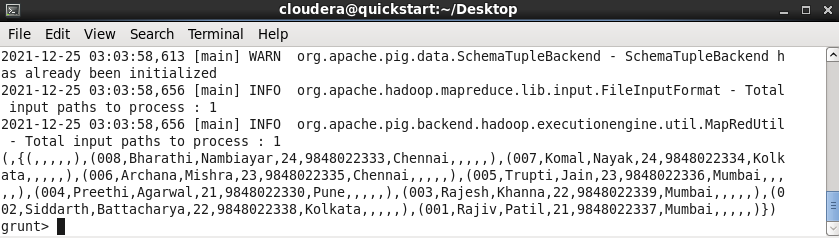 cloudera@quickstart:~/Desktop
File Edit View Search Terminal Help
2021-12-25 03:03:58,613 [main] WARN  org.apache.pig.data.SchemaTupleBackend - SchemaTupleBackend h
as already been initialized
2021-12-25 03:03:58,656 [main] INFO  org.apache.hadoop.mapreduce.lib.input.FileInputFormat - Total
 input paths to process : 1
2021-12-25 03:03:58,656 [main] INFO  org.apache.pig.backend.hadoop.executionengine.util.MapRedUtil
 - Total input paths to process : 1
(,{(,,,,,),(008,Bharathi,Nambiayar,24,9848022333,Chennai,,,,,),(007,Komal,Nayak,24,9848022334,Kolk
ata,,,,,),(006,Archana,Mishra,23,9848022335,Chennai,,,,,),(005,Trupti,Jain,23,9848022336,Mumbai,,,
,,),(004,Preethi,Agarwal,21,9848022330,Pune,,,,,),(003,Rajesh,Khanna,22,9848022339,Mumbai,,,,,),(0
02,Siddarth,Battacharya,22,9848022338,Kolkata,,,,,),(001,Rajiv,Patil,21,9848022337,Mumbai,,,,,)})
grunt>